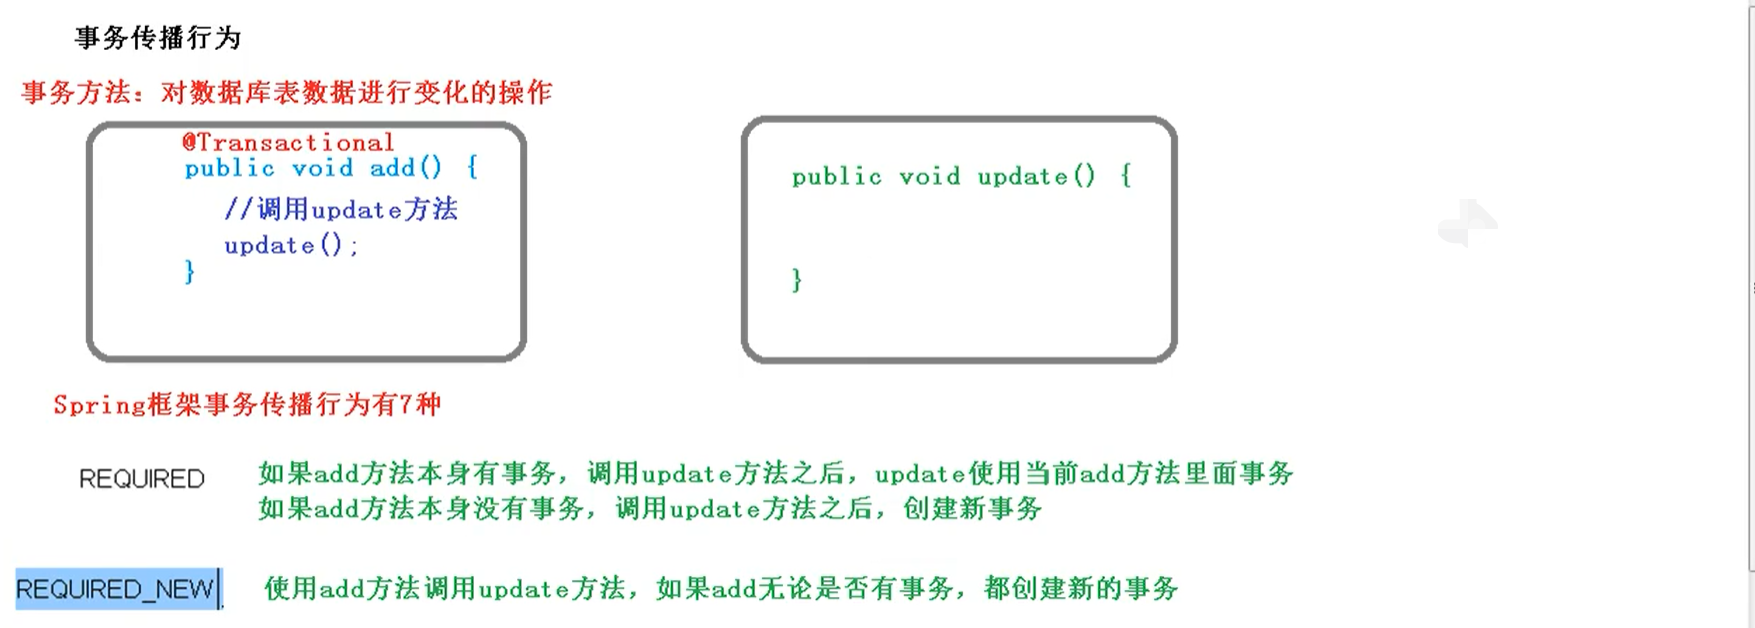 事务传播行为
事务方法：对数据库表数据进行变化的操作
@Transactional
public void add() {
//调用update方法
update();
}
public void update() {
}
Spring框架事务传播行为有7种
REQUIRED
如果add方法本身有事务，调用update方法之后，update使用当前add方法里面事务
如果add方法本身没有事务，调用update方法之后，创建新事务
REQUIRED_NEW
使用add方法调用update方法，如果add无论是否有事务，都创建新的事务